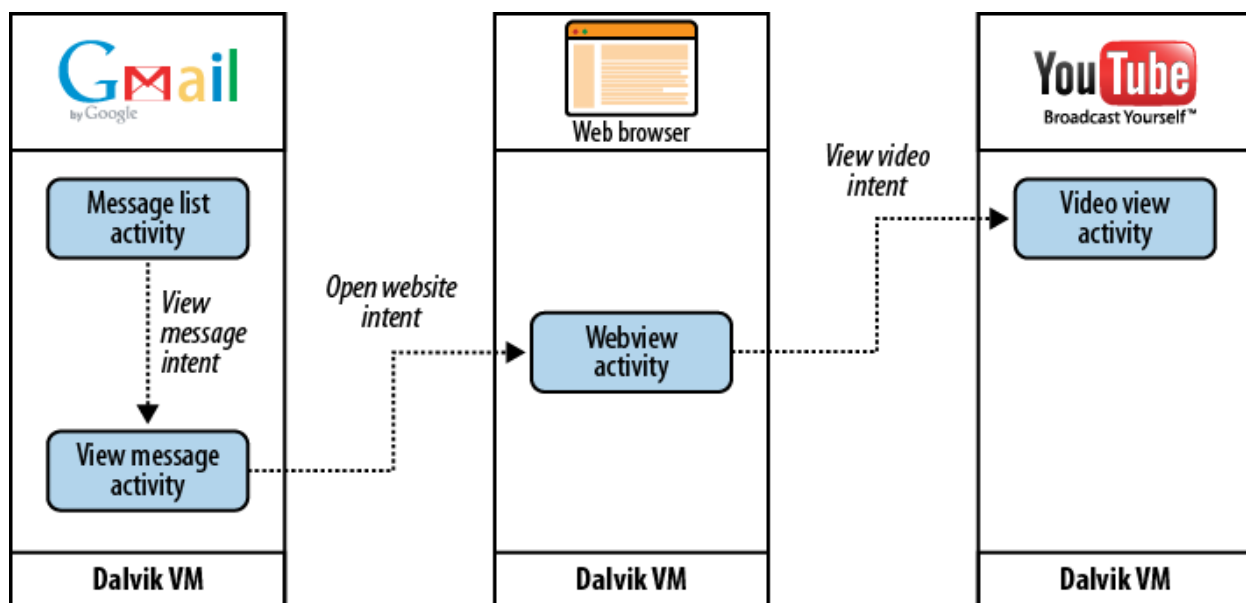 Gmail
by Google
Message list
activity
View
message
intent
View message
activity
Dalvik VM
Open website
intent
Web browser
Webview
activity
Dalvik VM
View video
intent
YouTube
Broadcast Yourself™
Video view
activity
Dalvik VM